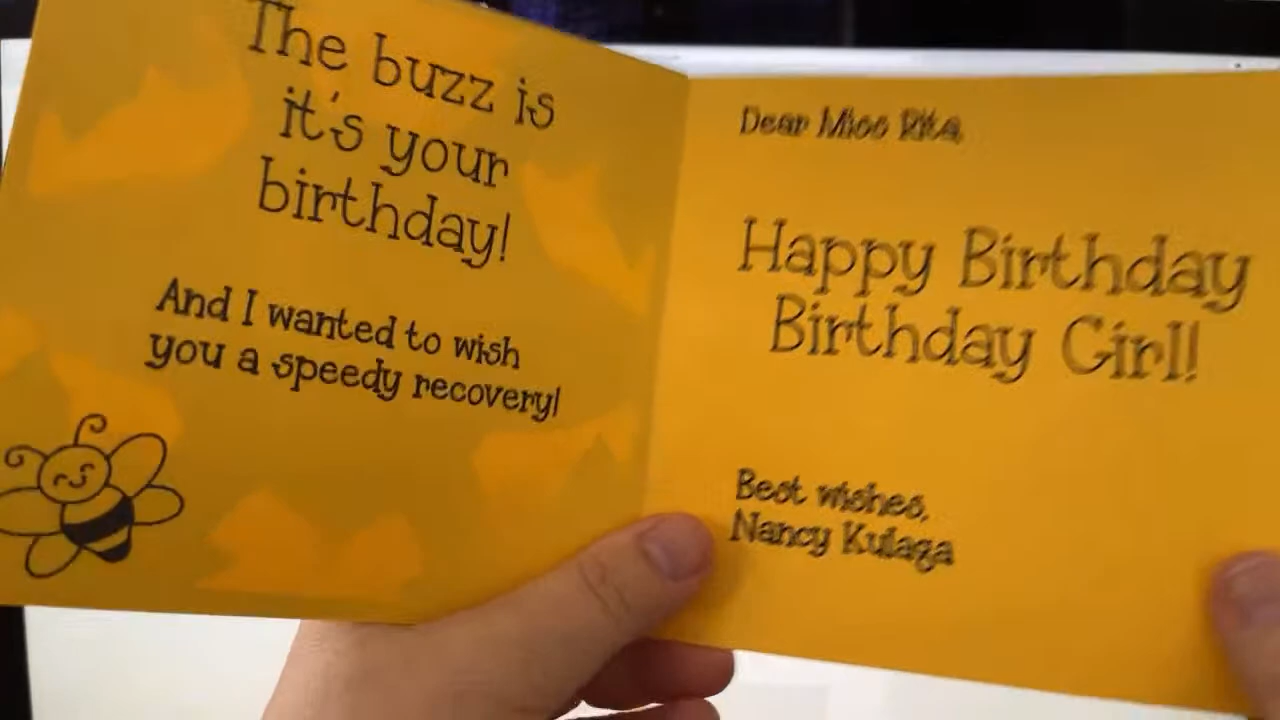 The buzz is
it's your
birthday!
And I wanted to wish
you a speedy recovery!
Dear Miss Rita,
Happy Birthday
Birthday Girl!
Best wishes,
Nancy Kulaga